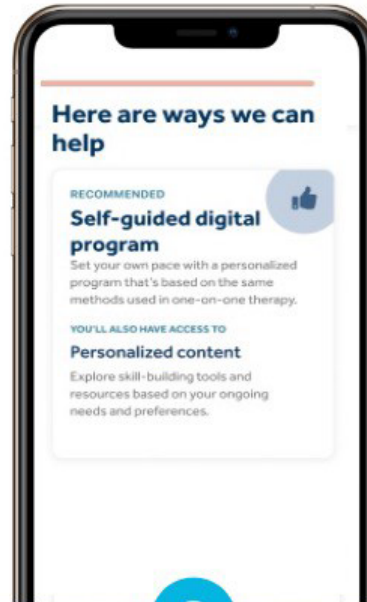 Here are ways we can
help
RECOMMENDED
Self-guided digital
program
Set your own pace with a personalized
program that's based on the same
methods used in one-on-one therapy.
YOU'LL ALSO HAVE ACCESS TO
Personalized content
Explore skill-building tools and
resources based on your ongoing
needs and preferences.